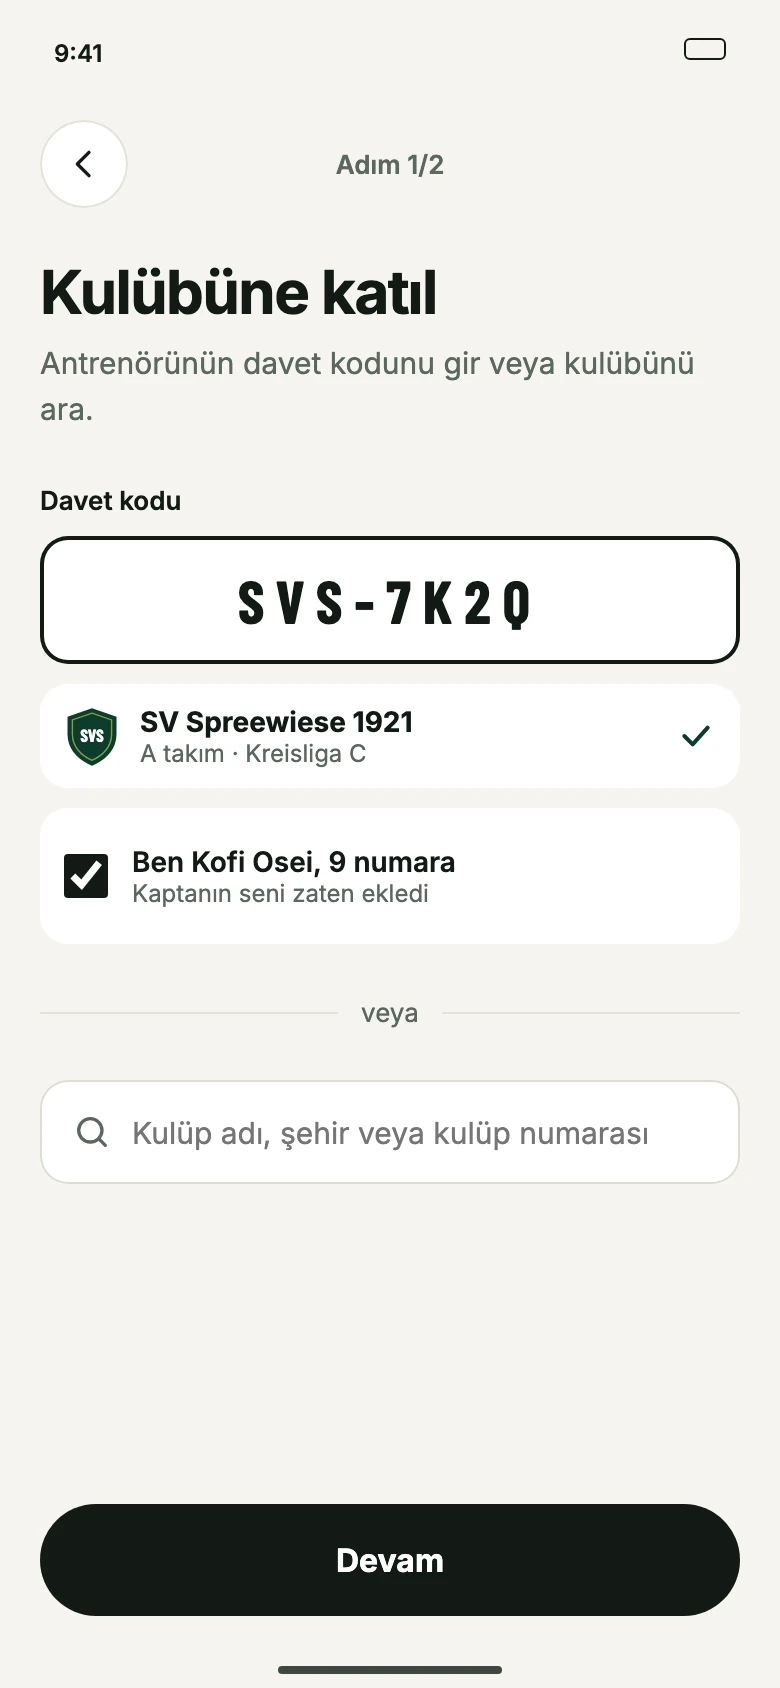 9:41
Adım 1/2
Kulübüne katıl
Antrenörünün davet kodunu gir veya kulübünü
ara.
Davet kodu
SVS-7K2Q
SVS
SV Spreewiese 1921
A takım · Kreisliga C
Ben Kofi Osei, 9 numara
Kaptanın seni zaten ekledi
veya
Kulüp adı, şehir veya kulüp numarası
Devam